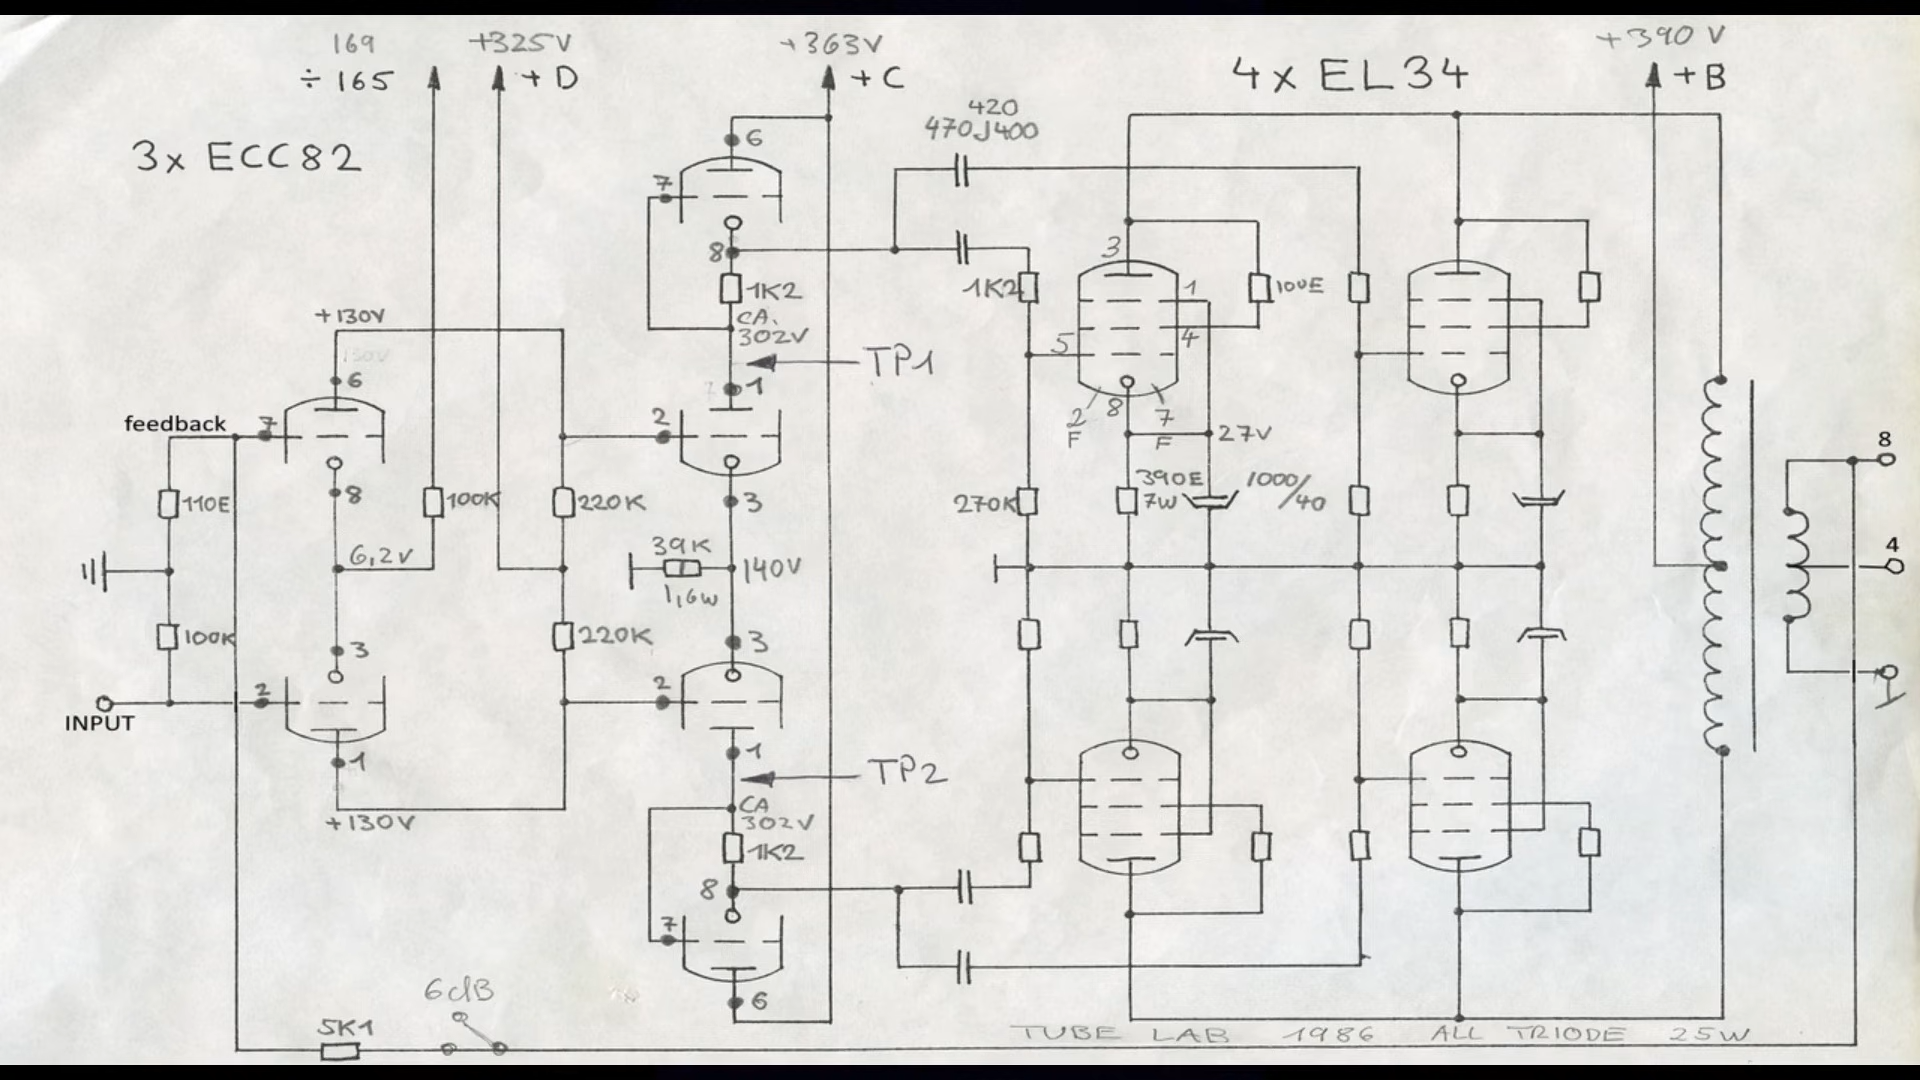 169
÷ 165
+325V
+ D
+363V
+ C
4x EL34
+390 V
+ B
3x ECC82
420
470J400
6
7
8
1K2
CA.
302V
TP1
1
2
3
+130V
130V
6
feedback
7
110E
8
100K
220K
6,2V
39K
1,6W
140V
100K
220K
3
3
INPUT
2
2
1
1
+130V
TP2
CA
302V
1K2
8
7
6
1K2
3
1
100E
5
4
2
F
8
7
F
27V
270K
390E
7W
1000/40
8
4
6dB
5K1
TUBE LAB 1986 ALL TRIODE 25W